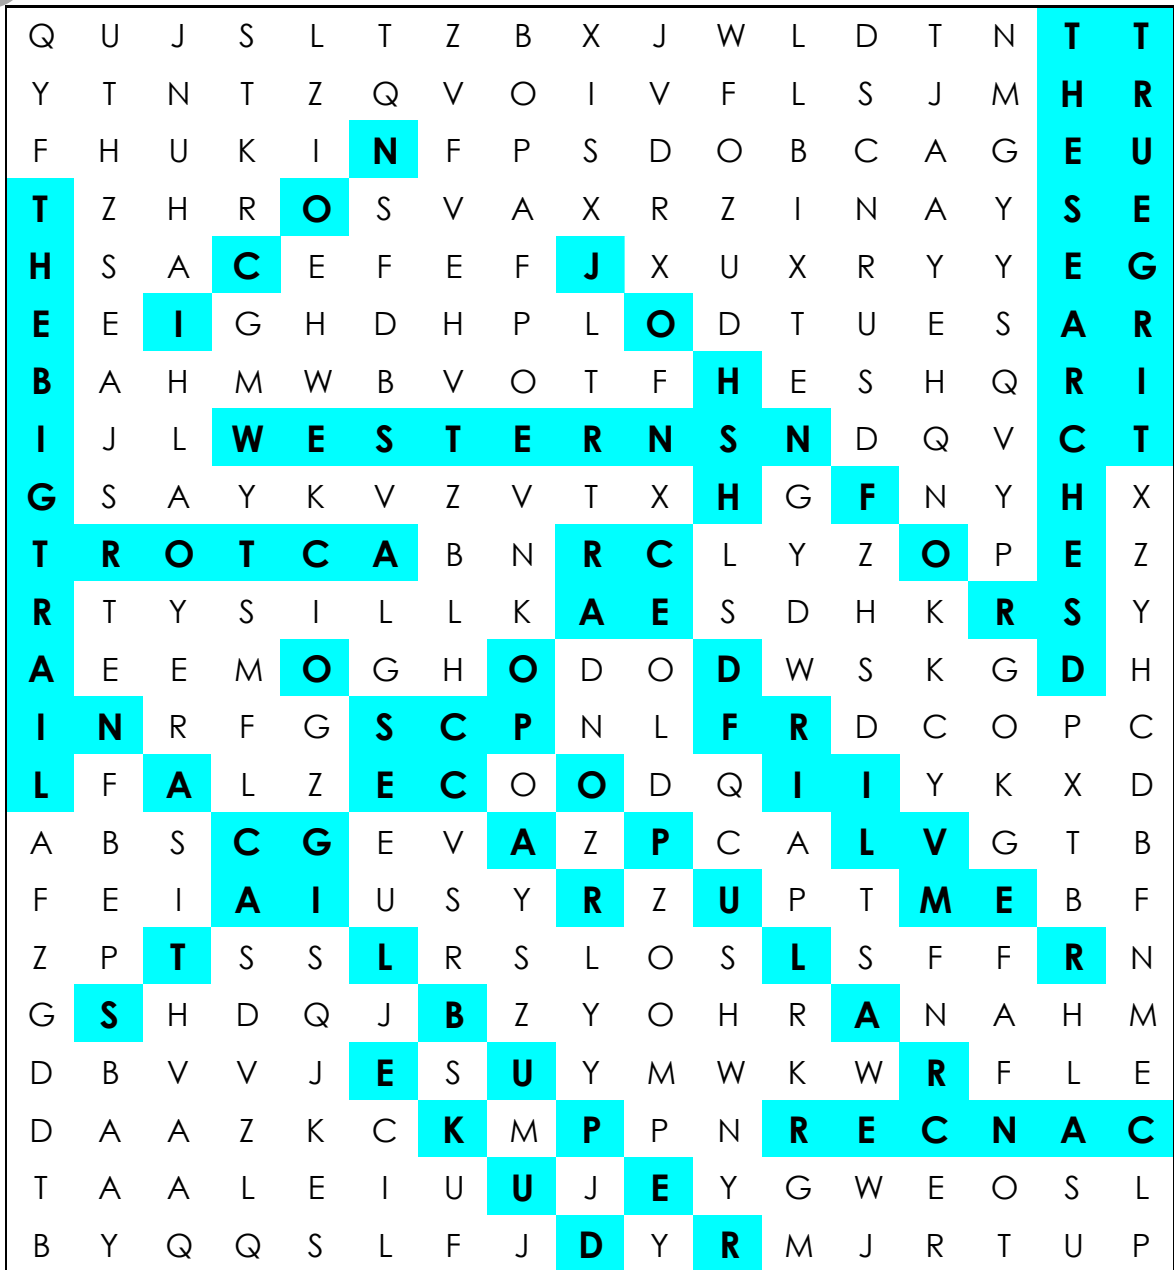 Q U J S L T Z B X J W L D T N T T
Y T N T Z Q V O I V F L S J M H R
F H U K I N F P S D O B C A G E U
T Z H R O S V A X R Z I N A Y S E
H S A C E F E F J X U X R Y Y E G
E E I G H D H P L O D T U E S A R
B A H M W B V O T F H E S H Q R I
I J L W E S T E R N S N D Q V C T
G S A Y K V Z V T X H G F N Y H X
T R O T C A B N R C L Y Z O P E Z
R T Y S I L L K A E S D H K R S Y
A E E M O G H O D O D W S K G D H
I N R F G S C P N L F R D C O P C
L F A L Z E C O O D Q I I Y K X D
A B S C G E V A Z P C A L V G T B
F E I A I U S Y R Z U P T M E B F
Z P T S S L R S L O S L S F F R N
G S H D Q J B Z Y O H R A N A H M
D B V V J E S U Y M W K W R F L E
D A A Z K C K M P P N R E C N A C
T A A L E I U U J E Y G W E O S L
B Y Q Q S L F J D Y R M J R T U P